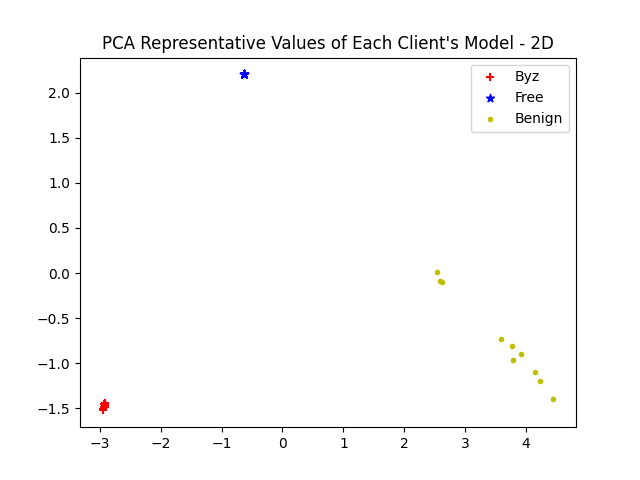 PCA Representative Values of Each Client's Model - 2D
Byz
Free
Benign
2.0
1.5
1.0
0.5
0.0
−0.5
−1.0
−1.5
−3 −2 −1 0 1 2 3 4